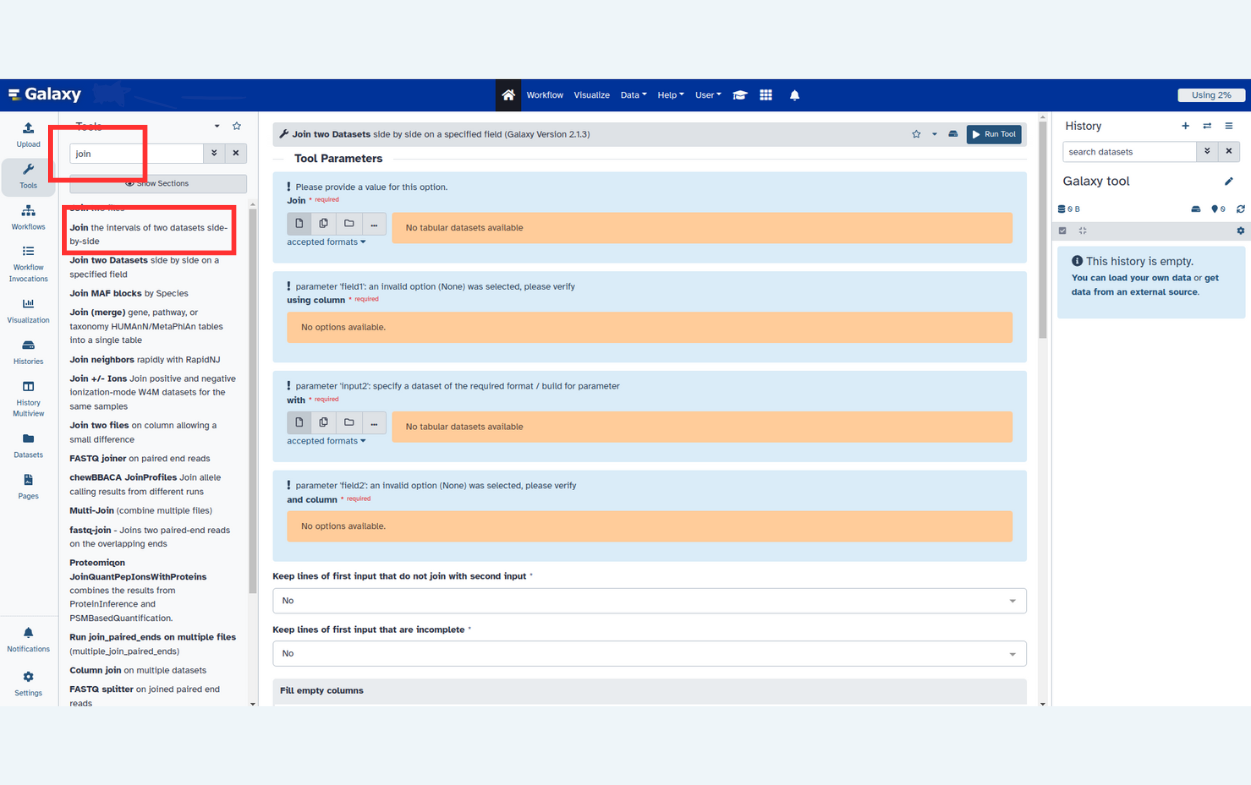 Galaxy
Workflow
Visualize
Data
Help
User
Using 2%
Upload
Tools
Workflows
Workflow
Invocations
Visualization
Histories
History
Multiview
Datasets
Pages
Notifications
Settings
Tools
join
Show Sections
Join two files
Join the intervals of two datasets side-
by-side
Join two Datasets side by side on a
specified field
Join MAF blocks by Species
Join (merge) gene, pathway, or
taxonomy HUMAnN/MetaPhlAn tables
into a single table
Join neighbors rapidly with RapidNJ
Join +/- Ions Join positive and negative
ionization-mode W4M datasets for the
same samples
Join two files on column allowing a
small difference
FASTQ joiner on paired end reads
chewBBACA JoinProfiles Join allele
calling results from different runs
Multi-Join (combine multiple files)
fastq-join - Joins two paired-end reads
on the overlapping ends
Proteomiqon
JoinQuantPepIonsWithProteins
combines the results from
ProteinInference and
PSMBasedQuantification.
Run join_paired_ends on multiple files
(multiple_join_paired_ends)
Column join on multiple datasets
FASTQ splitter on joined paired end
reads
Join two Datasets side by side on a specified field (Galaxy Version 2.1.3)
Run Tool
Tool Parameters
! Please provide a value for this option.
Join * required
...
No tabular datasets available
accepted formats
! parameter 'field1': an invalid option (None) was selected, please verify
using column * required
No options available.
! parameter 'input2': specify a dataset of the required format / build for parameter
with * required
...
No tabular datasets available
accepted formats
! parameter 'field2': an invalid option (None) was selected, please verify
and column * required
No options available.
Keep lines of first input that do not join with second input *
No
Keep lines of first input that are incomplete *
No
Fill empty columns
History
search datasets
Galaxy tool
0 B
0
This history is empty.
You can load your own data or get
data from an external source.